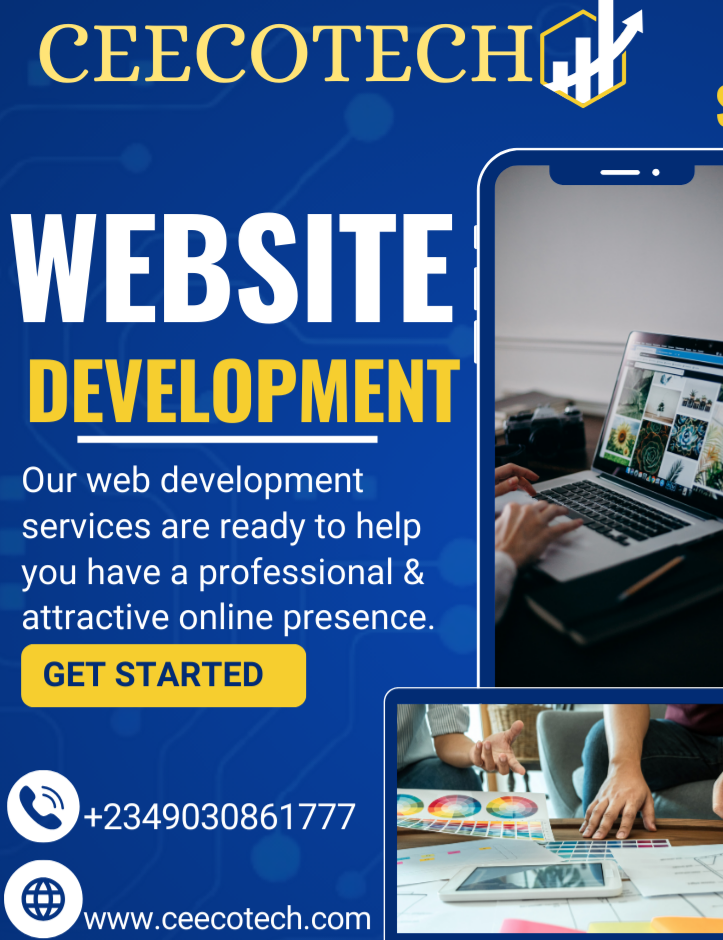 CEECOTECH
WEBSITE
DEVELOPMENT
Our web development
services are ready to help
you have a professional &
attractive online presence.
GET STARTED
+2349030861777
www.ceecotech.com